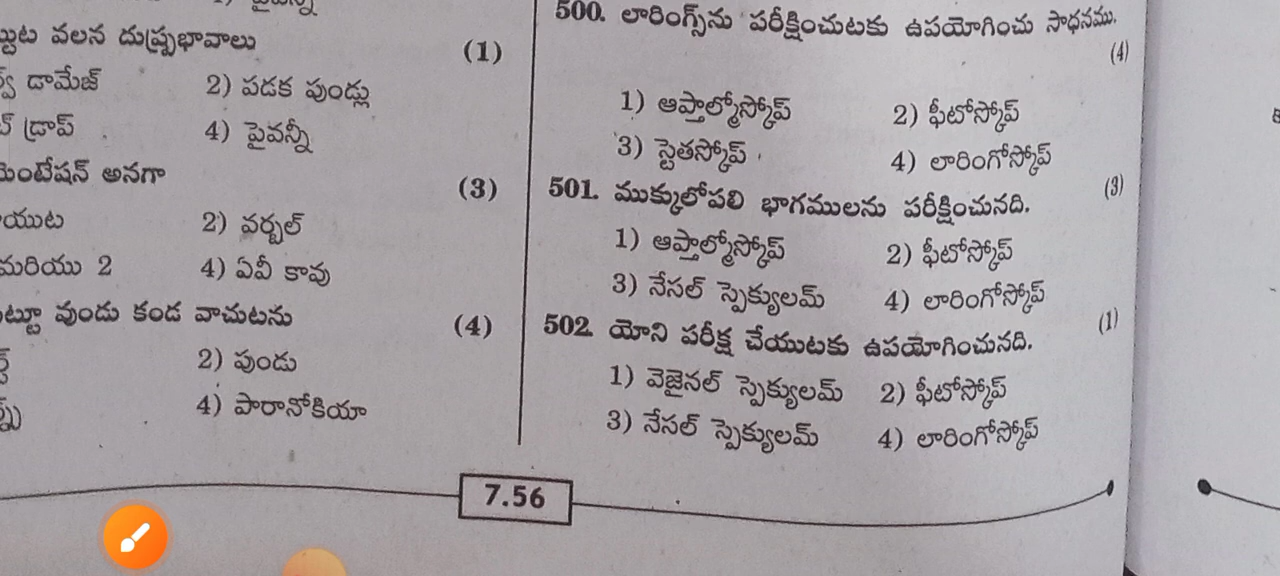 పైవన్నీ
వలన దుష్ప్రభావాలు (1)
డామేజ్ 2) పడక పుండ్లు
డ్రాప్ 4) పైవన్నీ
అనగా (3)
2) వర్బల్
మరియు 2 4) ఏవీ కావు
వుండు కండ వాచుటను (4)
2) పుండు
4) పారానోకియా
500. లారింగ్స్‌ను పరీక్షించుటకు ఉపయోగించు సాధనము.
(4)
1) ఆప్తాల్మోస్కోప్ 2) ఫీటోస్కోప్
3) స్టెతస్కోప్ 4) లారింగోస్కోప్
501. ముక్కులోపలి భాగములను పరీక్షించునది. (3)
1) ఆప్తాల్మోస్కోప్ 2) ఫీటోస్కోప్
3) నేసల్ స్పెక్యులమ్ 4) లారింగోస్కోప్
502. యోని పరీక్ష చేయుటకు ఉపయోగించునది. (1)
1) వెజైనల్ స్పెక్యులమ్ 2) ఫీటోస్కోప్
3) నేసల్ స్పెక్యులమ్ 4) లారింగోస్కోప్
7.56